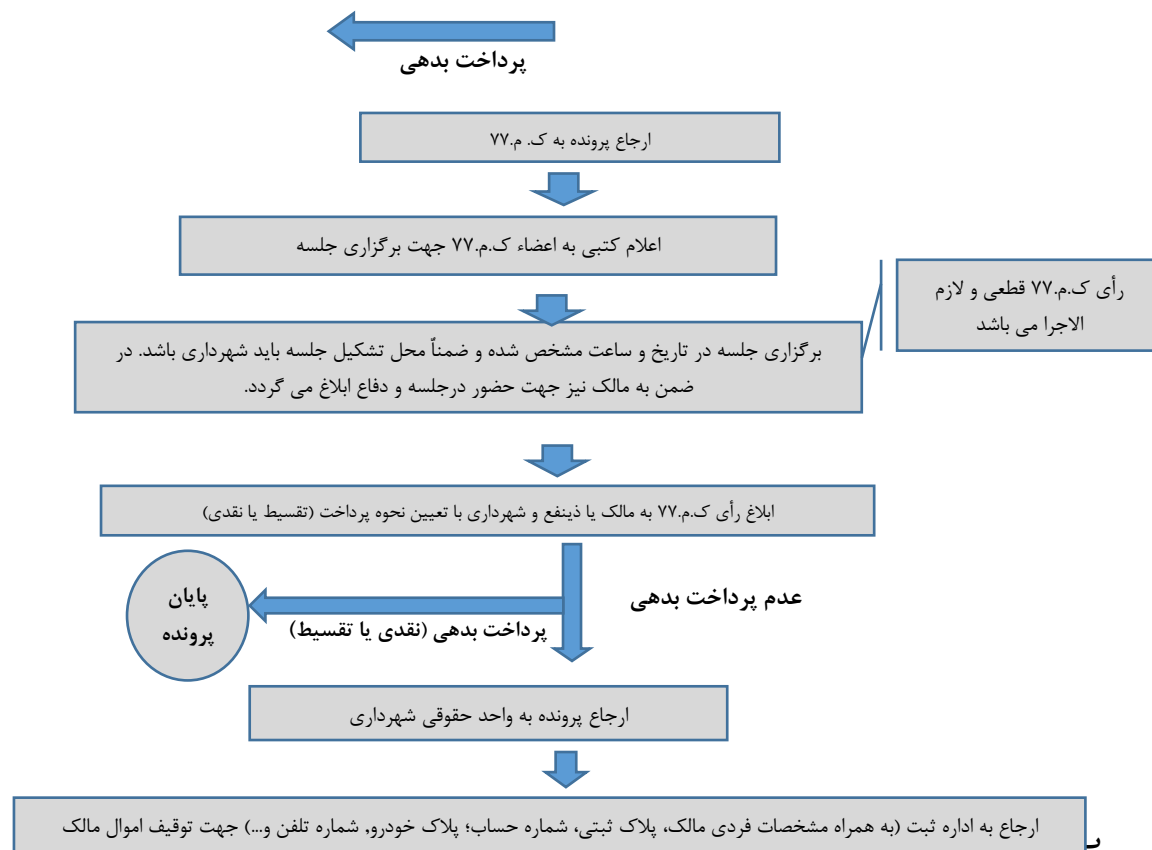 پرداخت بدهی
ارجاع پرونده به ک. م.۷۷
اعلام کتبی به اعضاء ک.م.۷۷ جهت برگزاری جلسه
رأی ک.م.۷۷ قطعی و لازم
الاجرا می باشد
برگزاری جلسه در تاریخ و ساعت مشخص شده و ضمناً محل تشکیل جلسه باید شهرداری باشد. در
ضمن به مالک نیز جهت حضور درجلسه و دفاع ابلاغ می گردد.
ابلاغ رأی ک.م.۷۷ به مالک یا ذینفع و شهرداری با تعیین نحوه پرداخت (تقسیط یا نقدی)
عدم پرداخت بدهی
پرداخت بدهی (نقدی یا تقسیط)
پایان
پرونده
ارجاع پرونده به واحد حقوقی شهرداری
ارجاع به اداره ثبت (به همراه مشخصات فردی مالک، پلاک ثبتی، شماره حساب؛ پلاک خودرو, شماره تلفن و...) جهت توقیف اموال مالک